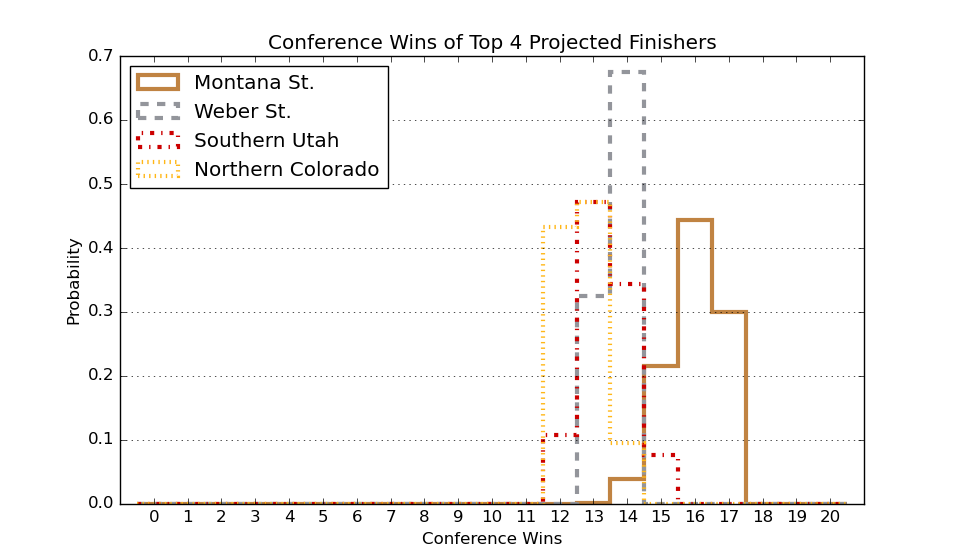 Conference Wins of Top 4 Projected Finishers
0.7
0.6
0.5
0.4
0.3
0.2
0.1
0.0
Probability
Montana St.
Weber St.
Southern Utah
Northern Colorado
0 1 2 3 4 5 6 7 8 9 10 11 12 13 14 15 16 17 18 19 20
Conference Wins